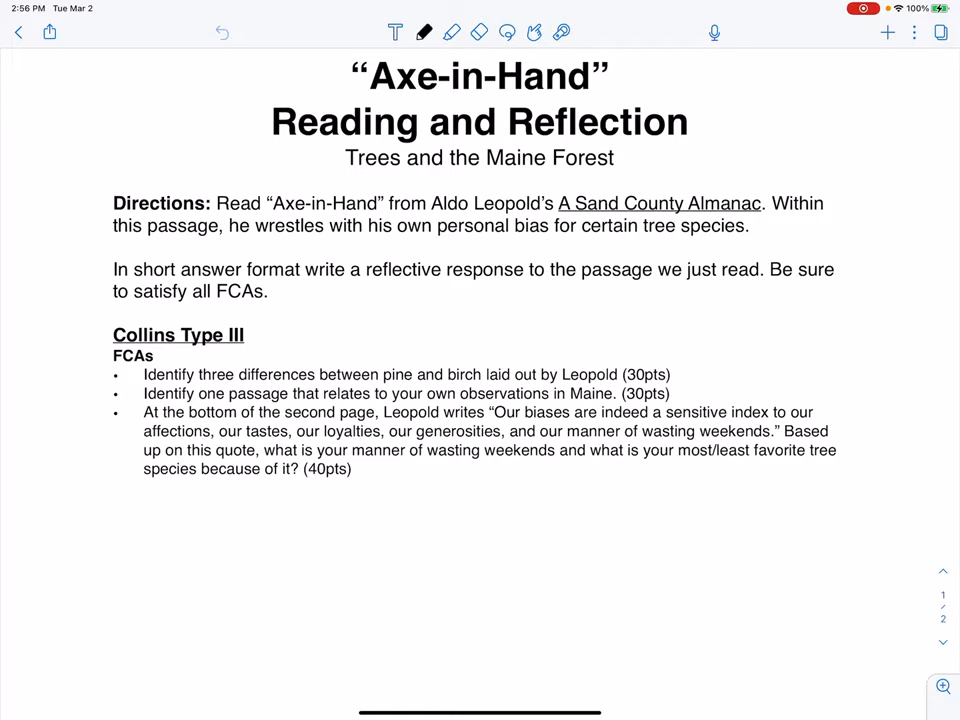 2:56 PM Tue Mar 2
100%
“Axe-in-Hand”
Reading and Reflection
Trees and the Maine Forest
Directions: Read “Axe-in-Hand” from Aldo Leopold’s A Sand County Almanac. Within
this passage, he wrestles with his own personal bias for certain tree species.
In short answer format write a reflective response to the passage we just read. Be sure
to satisfy all FCAs.
Collins Type III
FCAs
• Identify three differences between pine and birch laid out by Leopold (30pts)
• Identify one passage that relates to your own observations in Maine. (30pts)
• At the bottom of the second page, Leopold writes “Our biases are indeed a sensitive index to our
affections, our tastes, our loyalties, our generosities, and our manner of wasting weekends.” Based
up on this quote, what is your manner of wasting weekends and what is your most/least favorite tree
species because of it? (40pts)
1
/
2